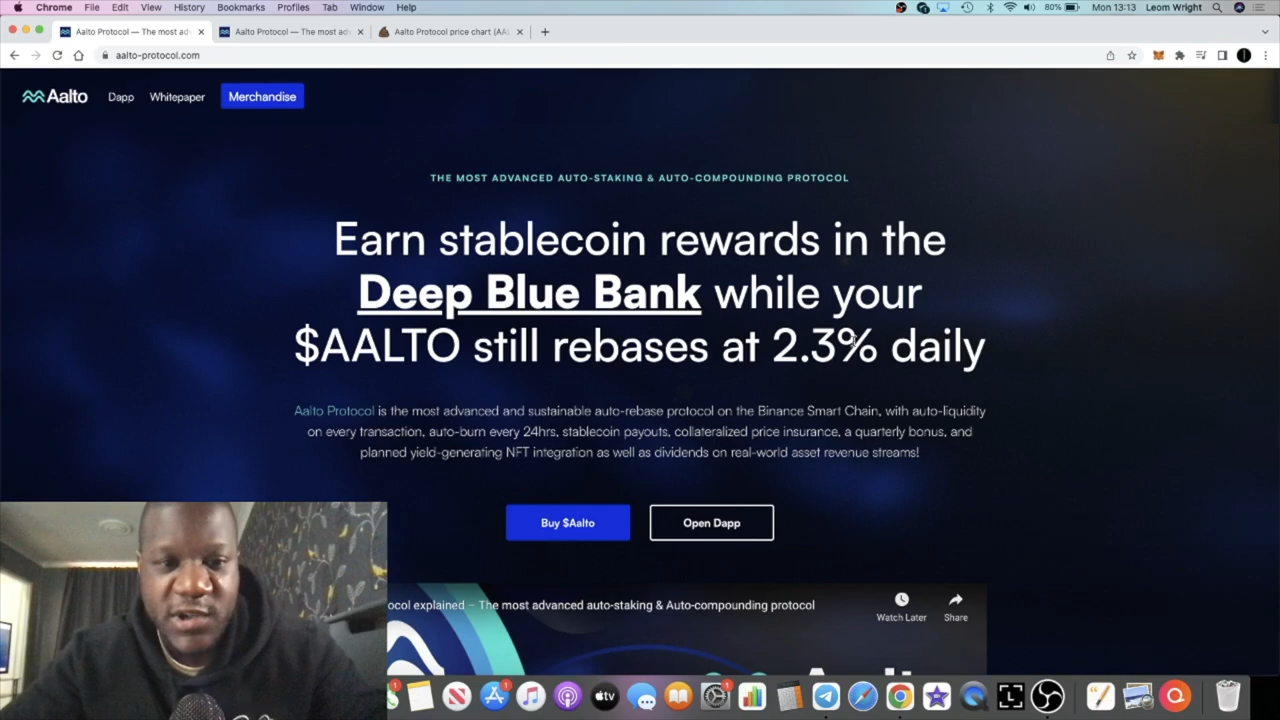 Chrome File Edit View History Bookmarks Profiles Tab Window Help 80% Mon 13:13 Leom Wright
Aalto Protocol — The most ad Aalto Protocol — The most ad Aalto Protocol price chart (AA
aalto-protocol.com
Aalto Dapp Whitepaper Merchandise
THE MOST ADVANCED AUTO-STAKING & AUTO-COMPOUNDING PROTOCOL
Earn stablecoin rewards in the
Deep Blue Bank while your
$AALTO still rebases at 2.3% daily
Aalto Protocol is the most advanced and sustainable auto-rebase protocol on the Binance Smart Chain, with auto-liquidity
on every transaction, auto-burn every 24hrs, stablecoin payouts, collateralized price insurance, a quarterly bonus, and
planned yield-generating NFT integration as well as dividends on real-world asset revenue streams!
Buy $Aalto Open Dapp
ocol explained – The most advanced auto-staking & Auto-compounding protocol
Watch Later Share
tv